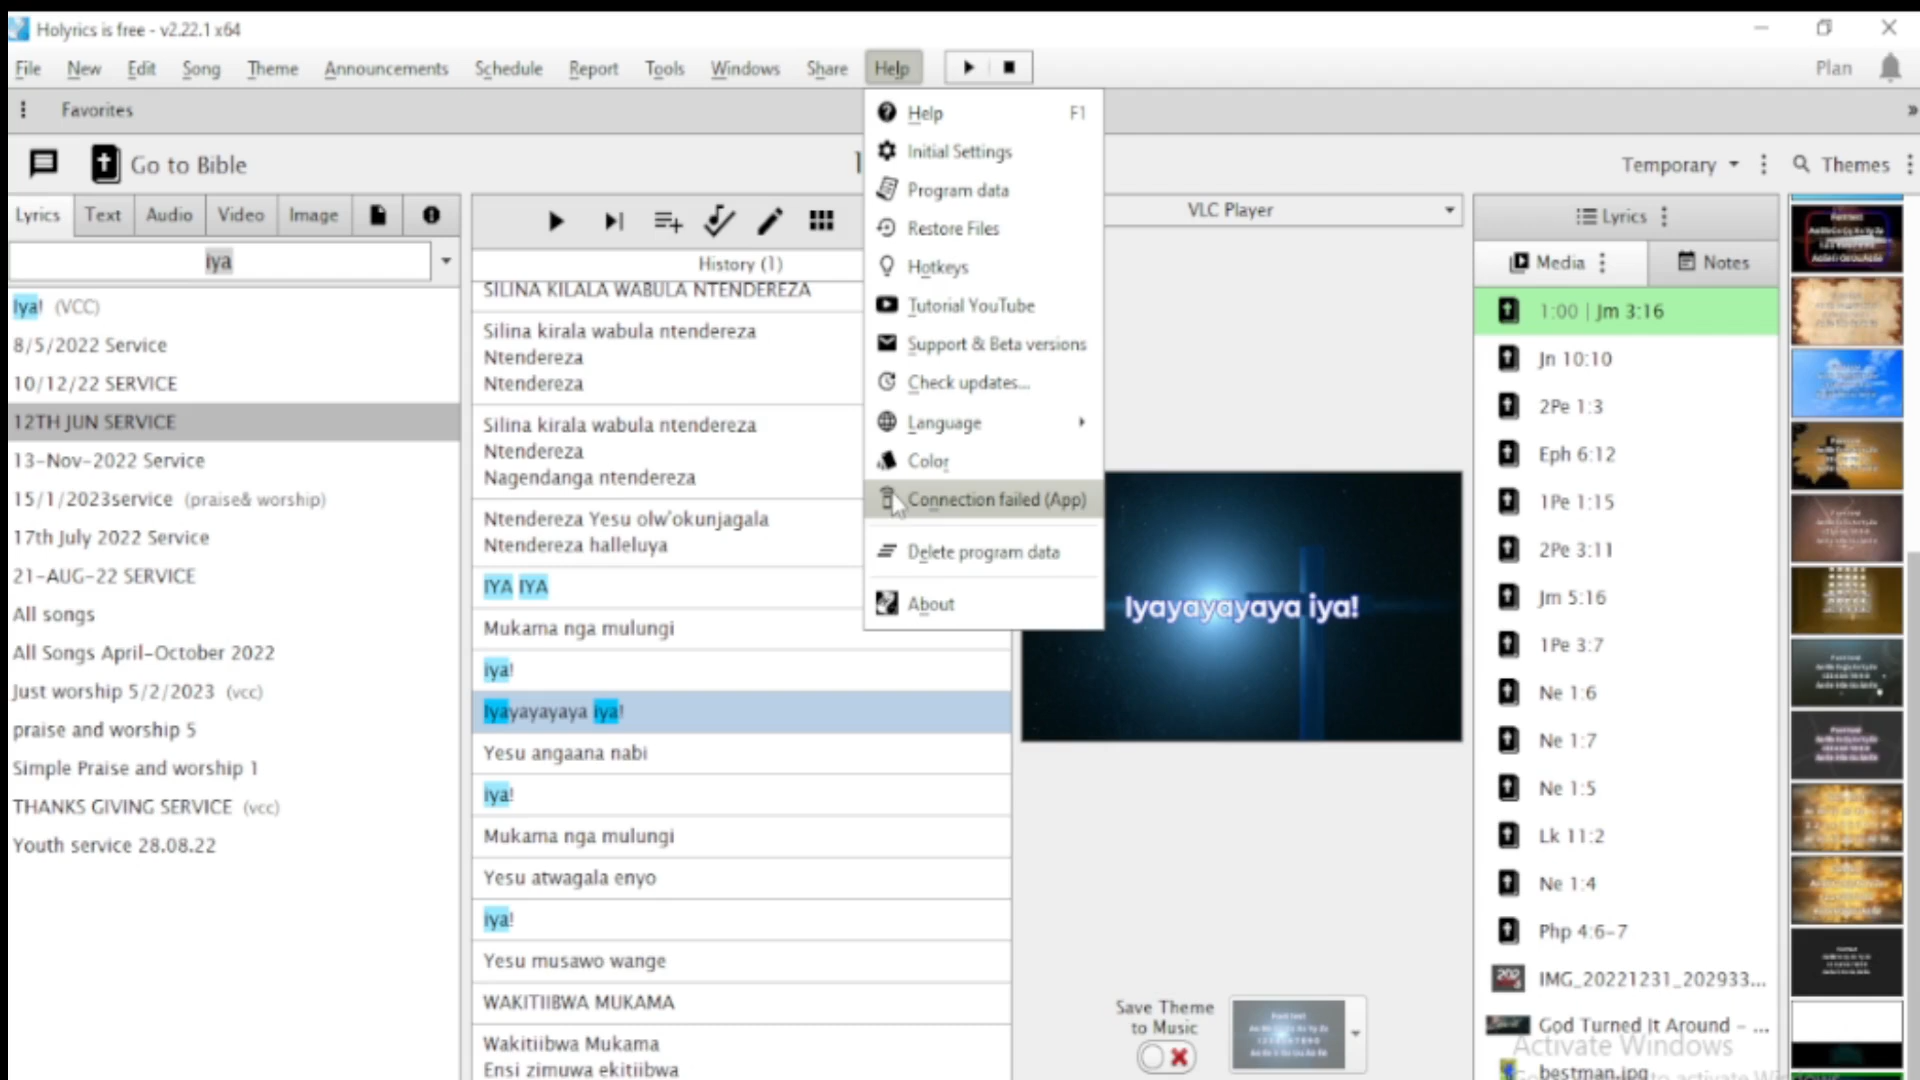 Holyrics is free - v2.22.1 x64
File New Edit Song Theme Announcements Schedule Report Tools Windows Share Help
Plan
Favorites
»
Go to Bible
Temporary
Themes
Lyrics Text Audio Video Image
iya
Iya! (VCC)
8/5/2022 Service
10/12/22 SERVICE
12TH JUN SERVICE
13-Nov-2022 Service
15/1/2023service (praise& worship)
17th July 2022 Service
21-AUG-22 SERVICE
All songs
All Songs April-October 2022
Just worship 5/2/2023 (vcc)
praise and worship 5
Simple Praise and worship 1
THANKS GIVING SERVICE (vcc)
Youth service 28.08.22
History (1)
SILINA KILALA WABULA NTENDEREZA
Silina kirala wabula ntendereza
Ntendereza
Ntendereza
Silina kirala wabula ntendereza
Ntendereza
Nagendanga ntendereza
Ntendereza Yesu olw'okunjagala
Ntendereza halleluya
IYA IYA
Mukama nga mulungi
iya!
Iyayayayaya iya!
Yesu angaana nabi
iya!
Mukama nga mulungi
Yesu atwagala enyo
iya!
Yesu musawo wange
WAKITIIBWA MUKAMA
Wakitiibwa Mukama
Ensi zimuwa ekitiibwa
Help F1
Initial Settings
Program data
Restore Files
Hotkeys
Tutorial YouTube
Support & Beta versions
Check updates...
Language
Color
Connection failed (App)
Delete program data
About
VLC Player
Iyayayayaya iya!
Save Theme
to Music
Lyrics
Media
Notes
1:00 | Jm 3:16
Jn 10:10
2Pe 1:3
Eph 6:12
1Pe 1:15
2Pe 3:11
Jm 5:16
1Pe 3:7
Ne 1:6
Ne 1:7
Ne 1:5
Lk 11:2
Ne 1:4
Php 4:6-7
IMG_20221231_202933...
God Turned It Around - ...
Activate Windows
bestman.jpg